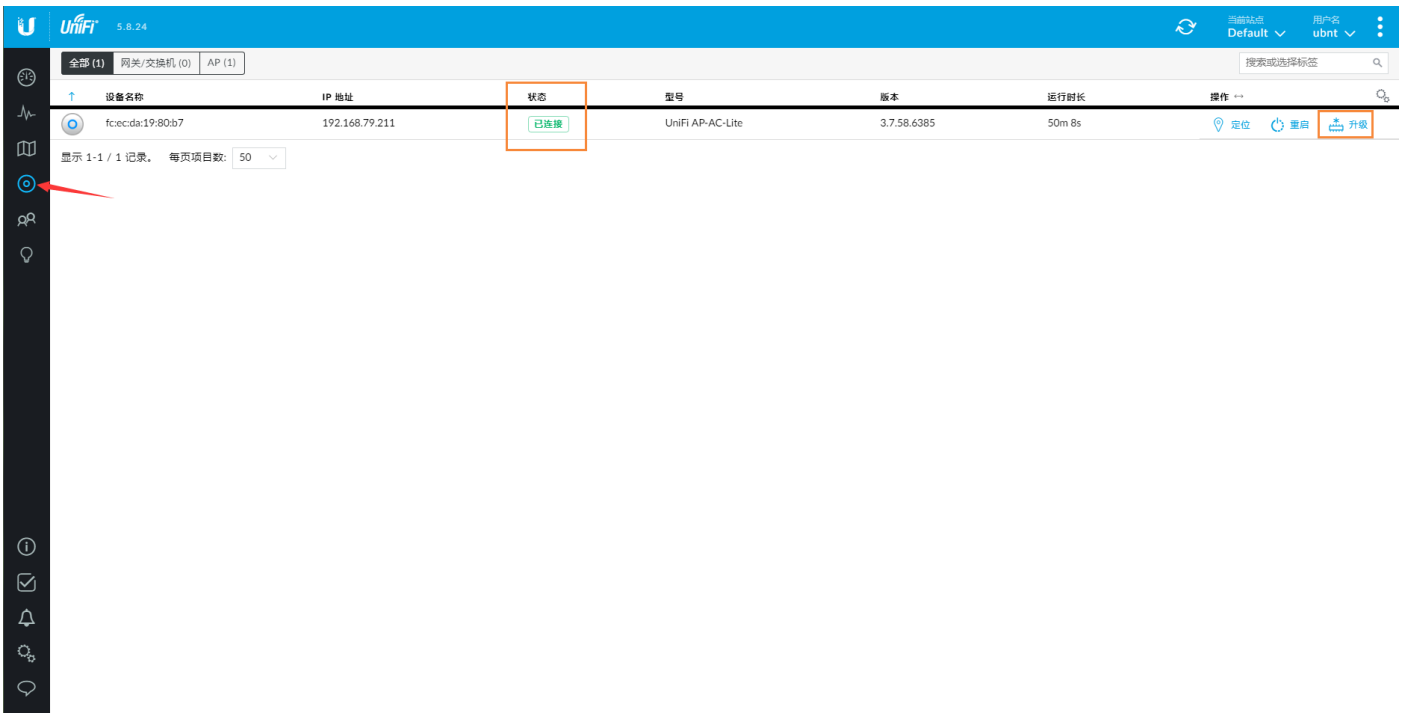 UniFi 5.8.24 当前站点 用户名
Default ubnt
全部 (1) 网关/交换机 (0) AP (1) 搜索或选择标签
↑ 设备名称 IP 地址 状态 型号 版本 运行时长 操作 ↔
fc:ec:da:19:80:b7 192.168.79.211 已连接 UniFi AP-AC-Lite 3.7.58.6385 50m 8s 定位 重启 升级
显示 1-1 / 1 记录。 每页项目数: 50